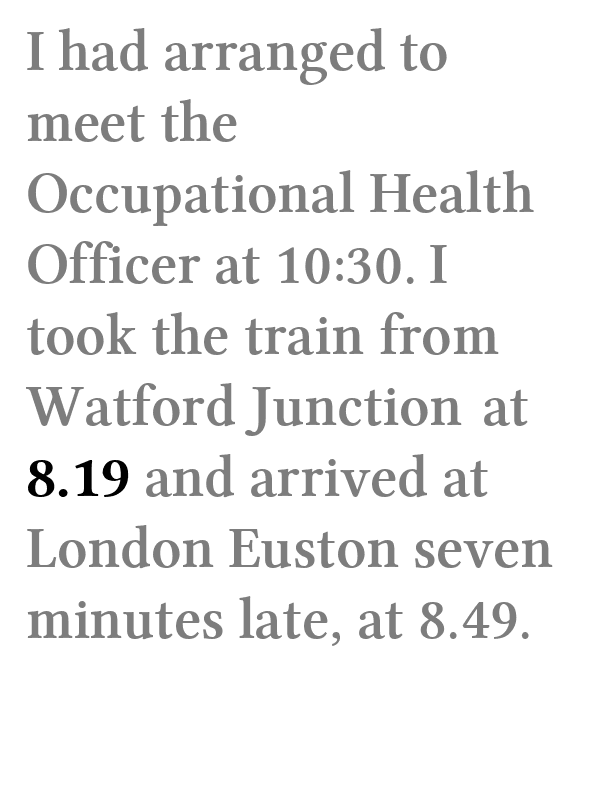 I had arranged to
meet the
Occupational Health
Officer at 10:30. I
took the train from
Watford Junction at
8.19 and arrived at
London Euston seven
minutes late, at 8.49.